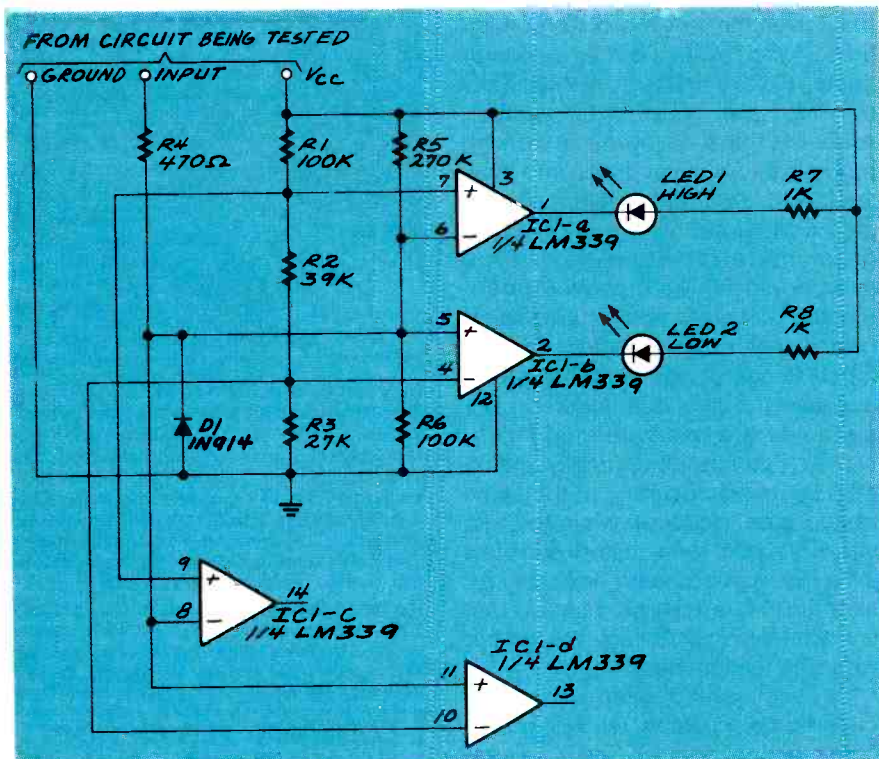 FROM CIRCUIT BEING TESTED
GROUND
INPUT
Vcc
R4
470Ω
R1
100K
R5
270K
R2
39K
R3
27K
R6
100K
D1
1N914
7
+
6
-
3
1
IC1-a
1/4 LM339
LED1
HIGH
R7
1K
5
+
4
-
12
2
IC1-b
1/4 LM339
LED2
LOW
R8
1K
9
+
8
-
14
IC1-C
1/4 LM339
11
+
10
-
13
IC1-d
1/4 LM339